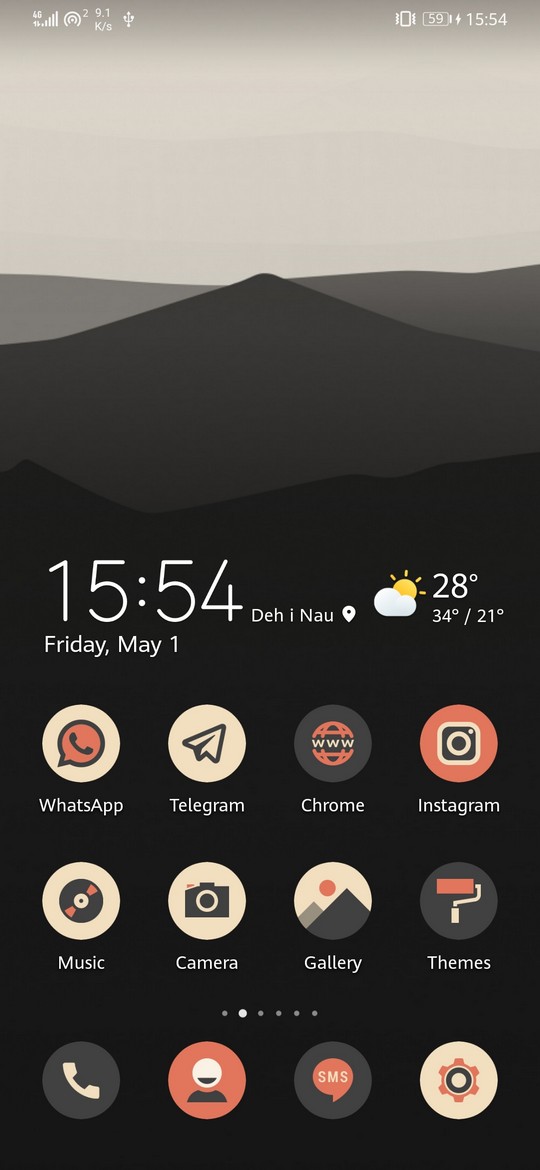 4G 2 9.1 K/s 59 15:54
15:54 Deh i Nau 28°
34° / 21°
Friday, May 1
WhatsApp Telegram Chrome Instagram
WWW
Music Camera Gallery Themes
SMS